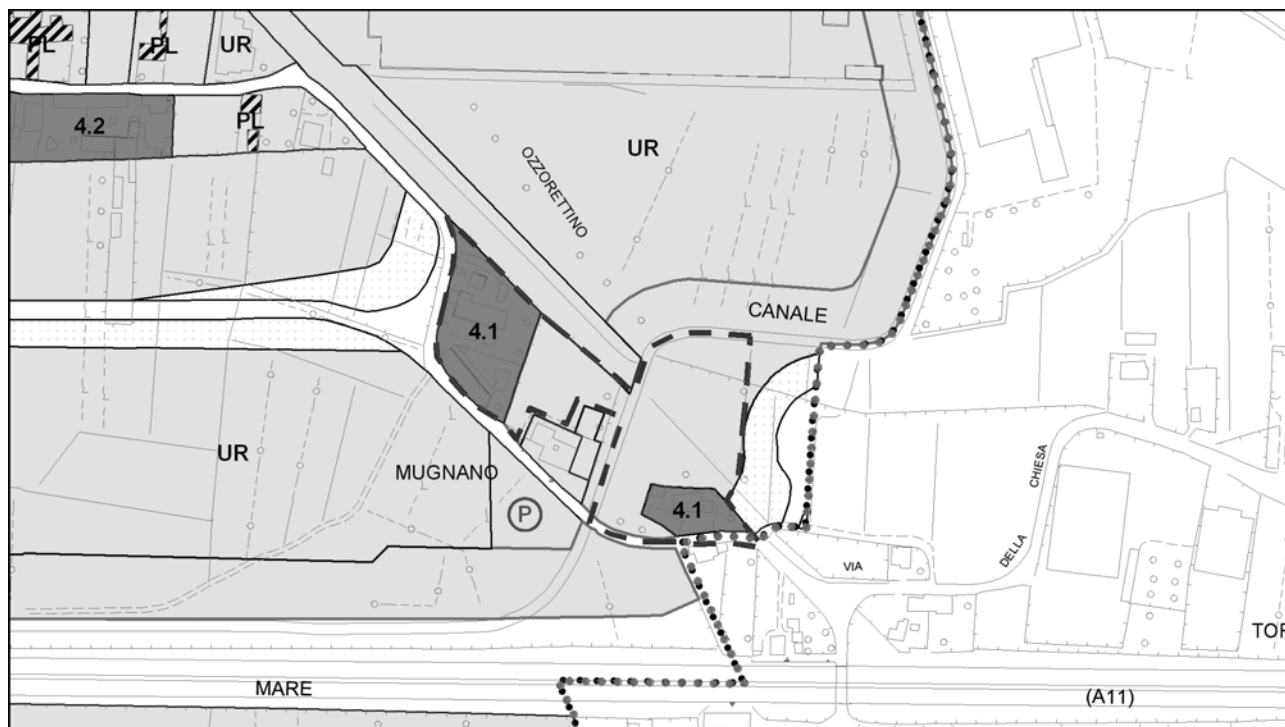 PL
PL
UR
4.2
PL
UR
OZZORETTINO
CANALE
4.1
UR
MUGNANO
P
4.1
CHIESA
DELLA
VIA
MARE
(A11)